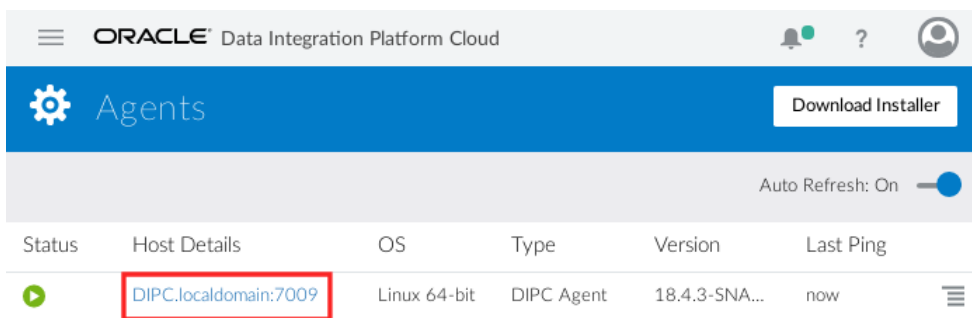 ORACLE® Data Integration Platform Cloud ?
Agents Download Installer
Auto Refresh: On
Status Host Details OS Type Version Last Ping
DIPC.localdomain:7009 Linux 64-bit DIPC Agent 18.4.3-SNA... now